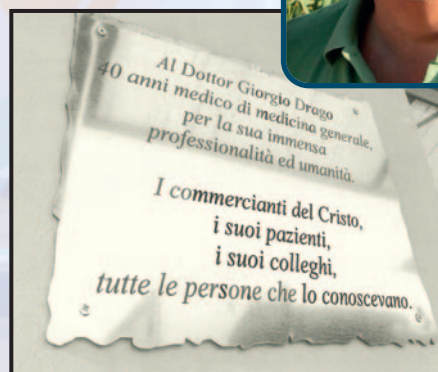 Al Dottor Giorgio Drago
40 anni medico di medicina generale,
per la sua immensa
professionalità ed umanità.
I commercianti del Cristo,
i suoi pazienti,
i suoi colleghi,
tutte le persone che lo conoscevano.